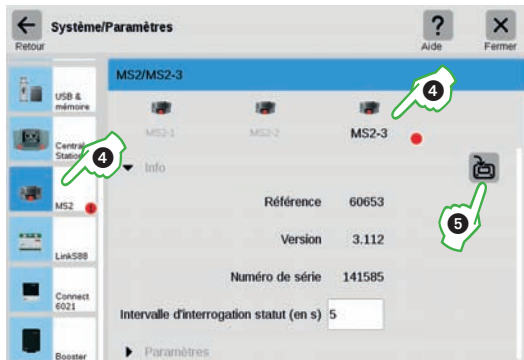 Système/Paramètres
?
X
Retour
Aide
Fermer
MS2/MS2-3
USB &
mémoire
MS2-1
MS2-2
MS2-3
4
Central
Station
4
Info
5
MS2
Référence 60653
Version 3.112
LinkS88
Numéro de série 141585
Connect
6021
Intervalle d'interrogation statut (en s) 5
Booster
Paramètres